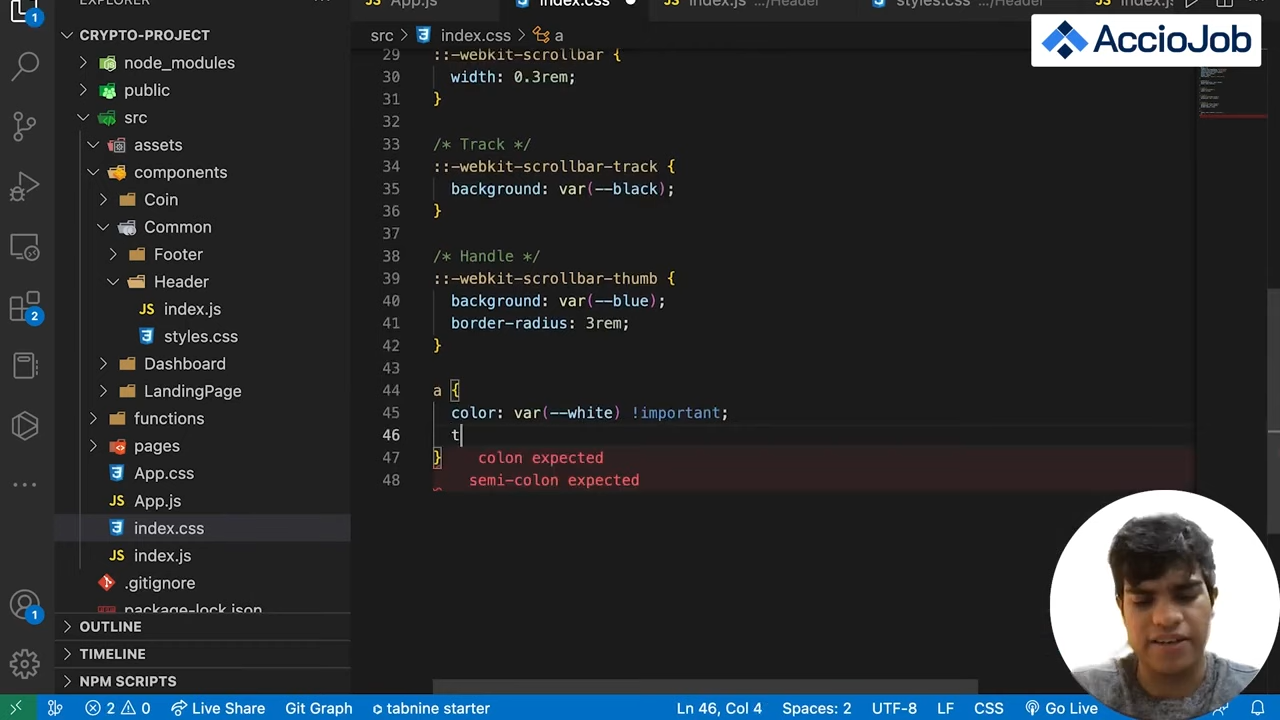 EXPLORER
App.js
index.css
index.js .../Header
styles.css .../Header
index.js
AccioJob
CRYPTO-PROJECT
src > index.css > a
node_modules
public
src
assets
components
Coin
Common
Footer
Header
index.js
styles.css
Dashboard
LandingPage
functions
pages
App.css
App.js
index.css
index.js
.gitignore
package-lock.json
OUTLINE
TIMELINE
NPM SCRIPTS
1
2
1
29 ::-webkit-scrollbar {
30 width: 0.3rem;
31 }
32
33 /* Track */
34 ::-webkit-scrollbar-track {
35 background: var(--black);
36 }
37
38 /* Handle */
39 ::-webkit-scrollbar-thumb {
40 background: var(--blue);
41 border-radius: 3rem;
42 }
43
44 a {
45 color: var(--white) !important;
46 t
47 } colon expected
48 semi-colon expected
2 0 Live Share Git Graph tabnine starter Ln 46, Col 4 Spaces: 2 UTF-8 LF CSS Go Live